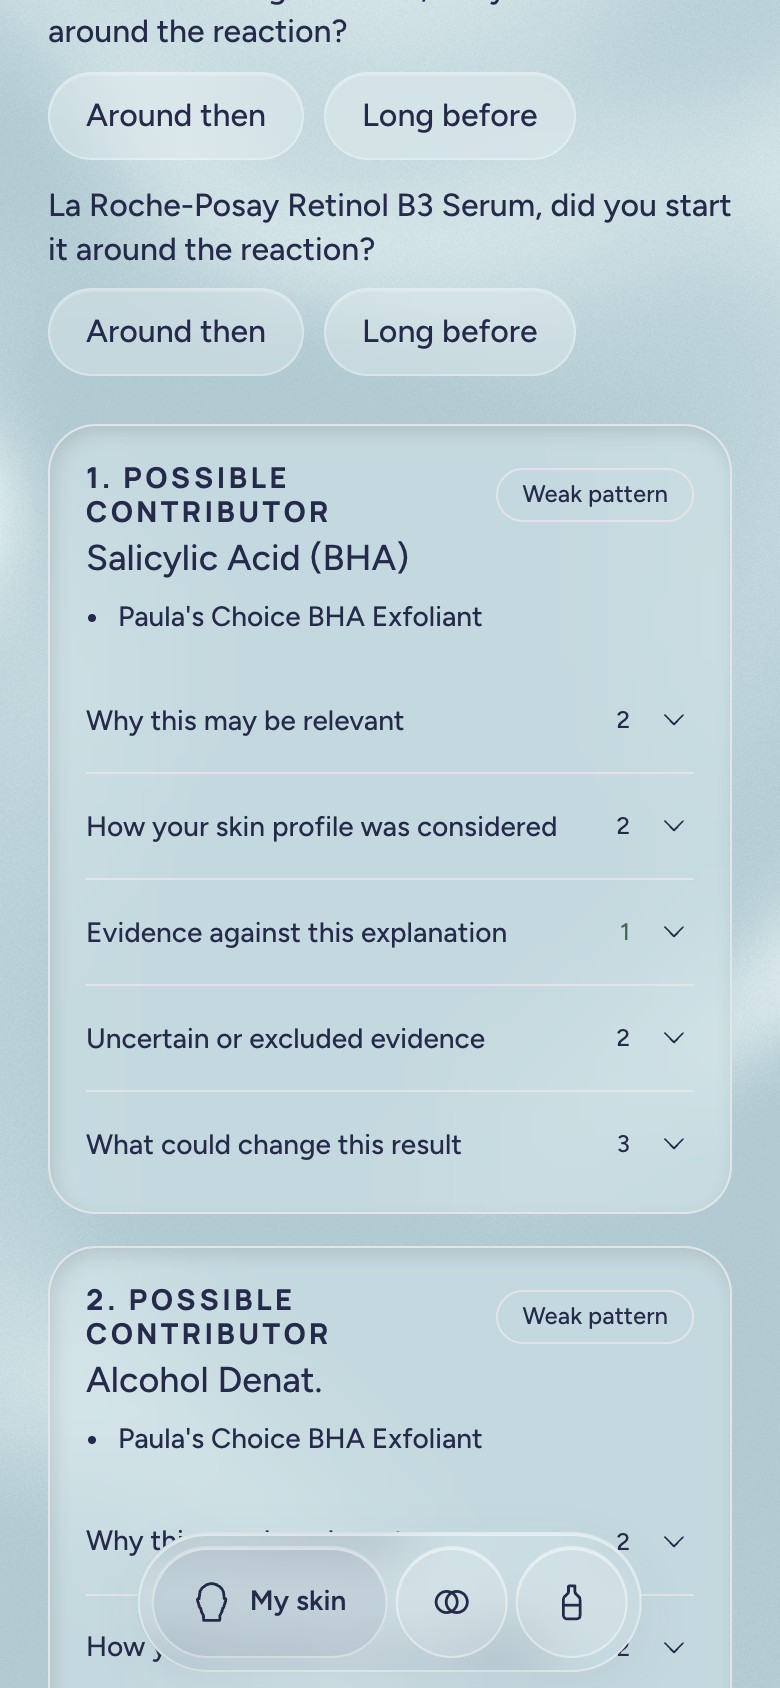 around the reaction?
Around then
Long before
La Roche-Posay Retinol B3 Serum, did you start
it around the reaction?
Around then
Long before
1. POSSIBLE
CONTRIBUTOR
Weak pattern
Salicylic Acid (BHA)
• Paula's Choice BHA Exfoliant
Why this may be relevant 2
How your skin profile was considered 2
Evidence against this explanation 1
Uncertain or excluded evidence 2
What could change this result 3
2. POSSIBLE
CONTRIBUTOR
Weak pattern
Alcohol Denat.
• Paula's Choice BHA Exfoliant
Why 2
My skin
How 2